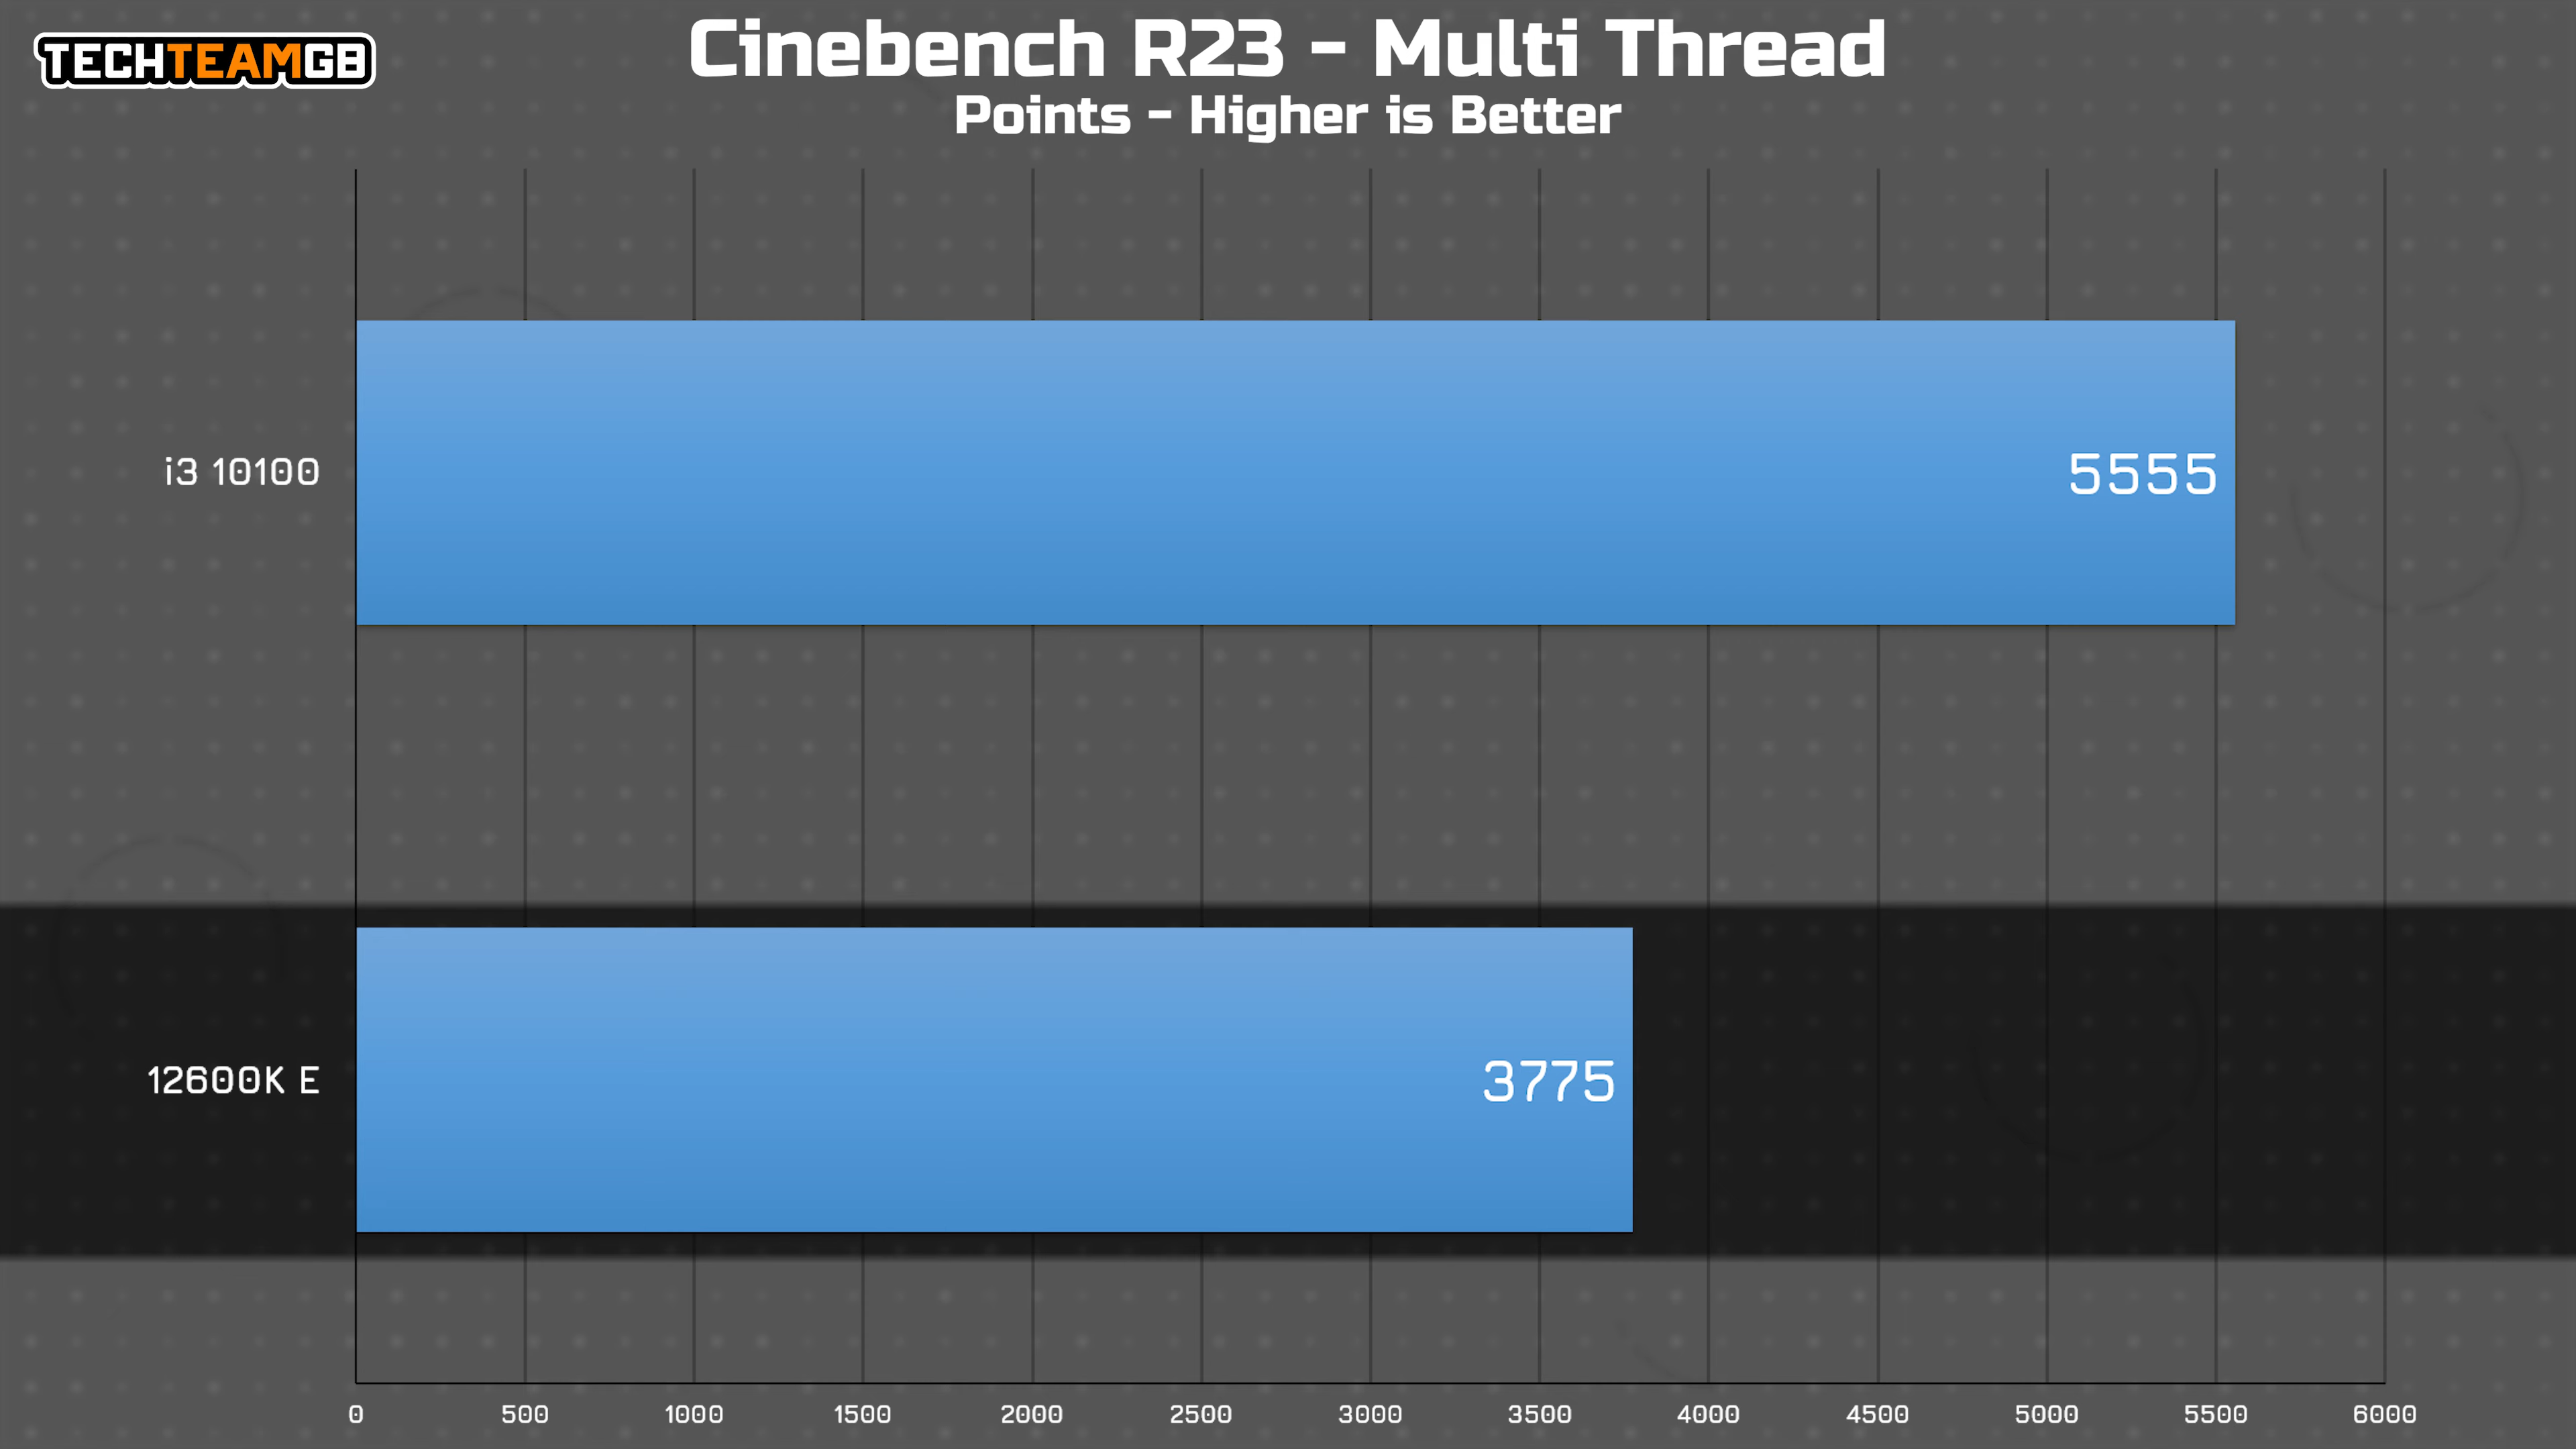 TECHTEAMGB
Cinebench R23 - Multi Thread
Points - Higher is Better
i3 10100
5555
12600K E
3775
0 500 1000 1500 2000 2500 3000 3500 4000 4500 5000 5500 6000